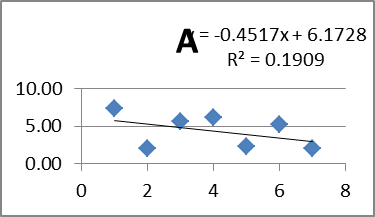 A
y = -0.4517x + 6.1728
R² = 0.1909
10.00
5.00
0.00
0 2 4 6 8